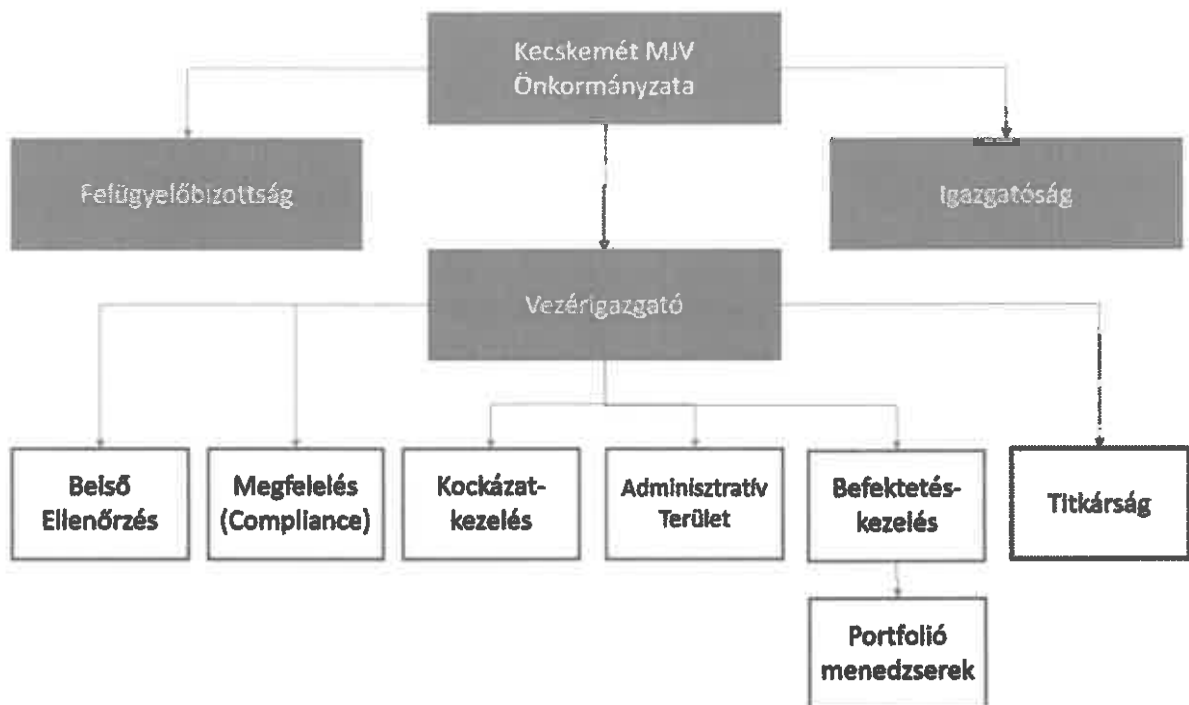 Kecskemét MJV
Önkormányzata
Felügyelőbizottság
Igazgatóság
Vezérigazgató
Belső
Ellenőrzés
Megfelelés
(Compliance)
Kockázat-
kezelés
Adminisztratív
Terület
Befektetés-
kezelés
Titkárság
Portfolió
menedzserek